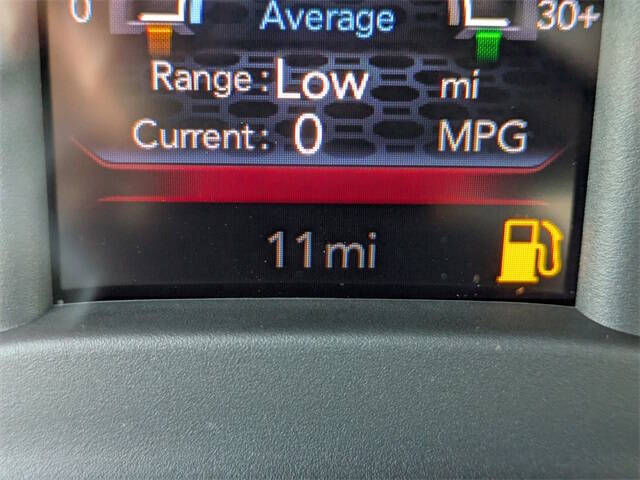 0 Average 30+
Range: Low mi
Current: 0 MPG
11 mi